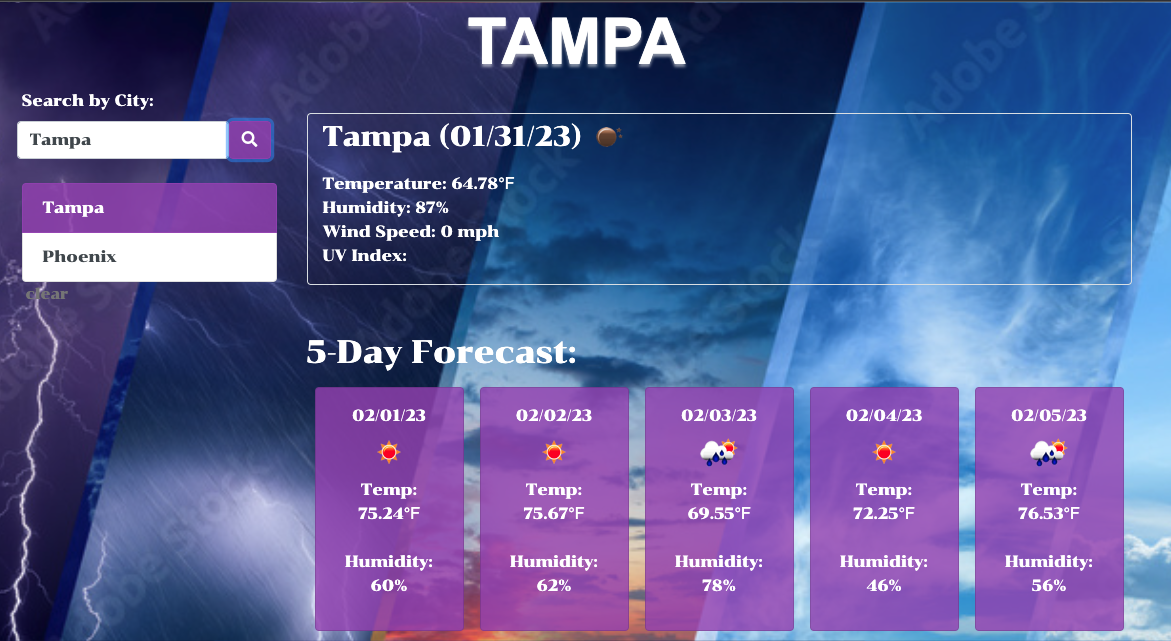 TAMPA
Search by City:
Tampa
Tampa
Phoenix
clear
Tampa (01/31/23)
Temperature: 64.78°F
Humidity: 87%
Wind Speed: 0 mph
UV Index:
5-Day Forecast:
02/01/23
Temp:
75.24°F
Humidity:
60%
02/02/23
Temp:
75.67°F
Humidity:
62%
02/03/23
Temp:
69.55°F
Humidity:
78%
02/04/23
Temp:
72.25°F
Humidity:
46%
02/05/23
Temp:
76.53°F
Humidity:
56%
Adobe Stock